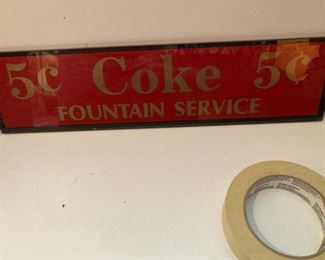 5¢ Coke 5¢
FOUNTAIN SERVICE